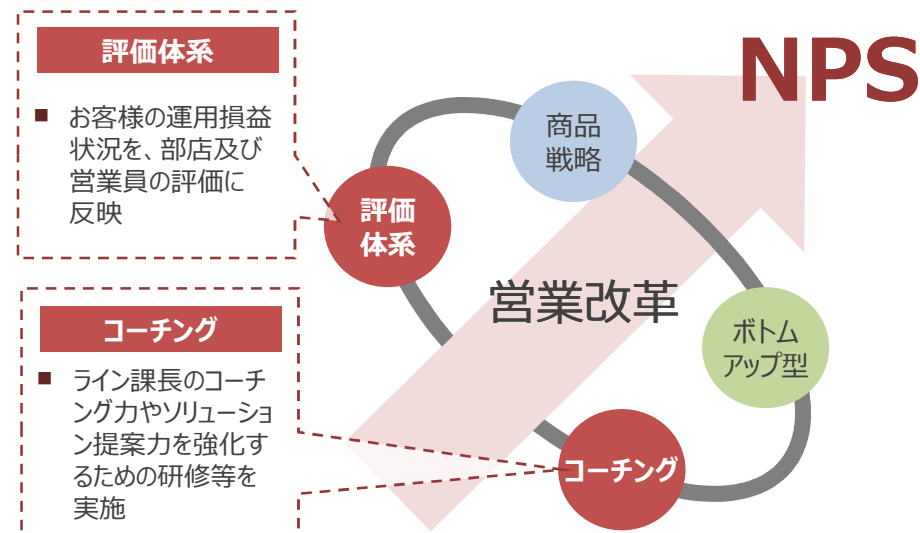 評価体系
■ お客様の運用損益
状況を、部店及び
営業員の評価に
反映
コーチング
■ ライン課長のコーチ
ング力やソリューショ
ン提案力を強化す
るための研修等を
実施
NPS
商品
戦略
評価
体系
営業改革
ボトム
アップ型
コーチング